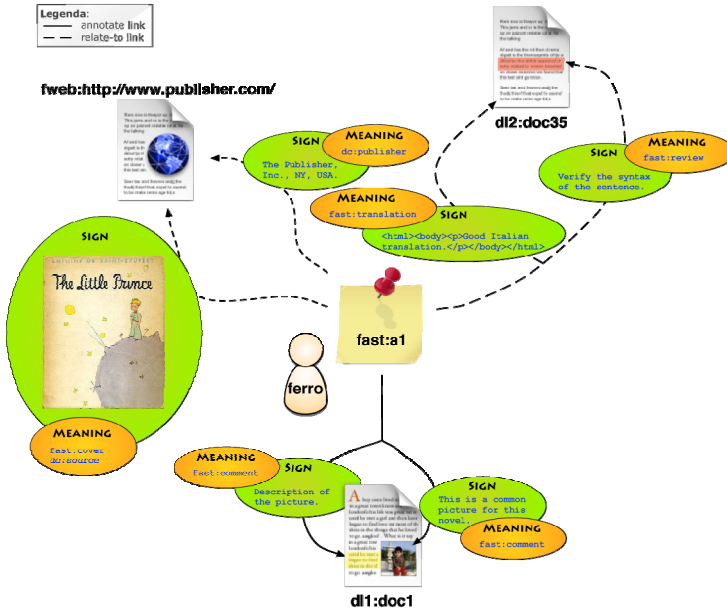 Legenda:
annotate link
relate-to link
fweb:http://www.publisher.com/
dl2:doc35
SIGN
The Publisher,
Inc., NY, USA.
MEANING
dc:publisher
MEANING
fast:translation
SIGN
<html><body><p>Good Italian
translation.</p></body></html>
SIGN
Verify the syntax
of the sentence.
MEANING
fast:review
SIGN
ANTOINE DE SAINT-EXUPÉRY
The Little Prince
MEANING
fast:cover
dc:source
fast:a1
ferro
MEANING
fast:comment
SIGN
Description of
the picture.
SIGN
This is a common
picture for this
novel.
MEANING
fast:comment
dl1:doc1